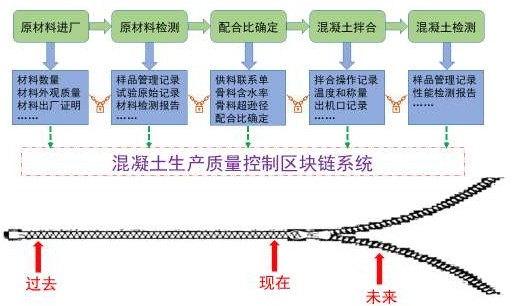 原材料进厂
原材料检测
配合比确定
混凝土拌合
混凝土检测
材料数量
材料外观质量
材料出厂证明
……
样品管理记录
试验原始记录
材料检测报告
……
供料联系单
骨料含水率
骨料超逊径
配合比确定
拌合操作记录
温度和称量
出机口记录
……
样品管理记录
性能检测报告
……
混凝土生产质量控制区块链系统
过去
现在
未来